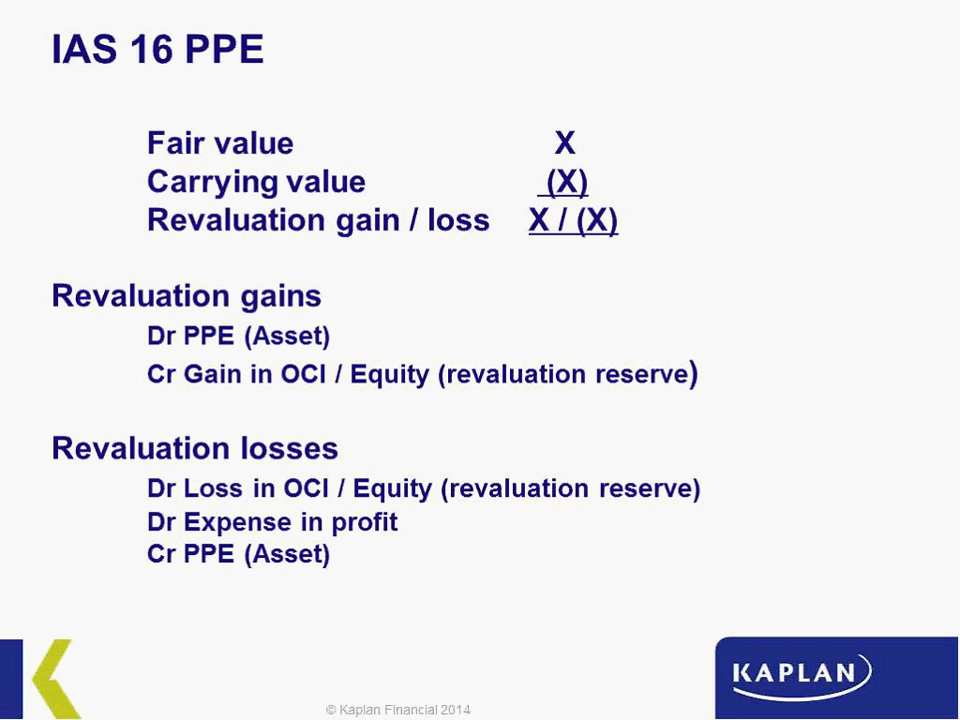 IAS 16 PPE
Fair value X
Carrying value (X)
Revaluation gain / loss X / (X)
Revaluation gains
Dr PPE (Asset)
Cr Gain in OCI / Equity (revaluation reserve)
Revaluation losses
Dr Loss in OCI / Equity (revaluation reserve)
Dr Expense in profit
Cr PPE (Asset)
KAPLAN
© Kaplan Financial 2014